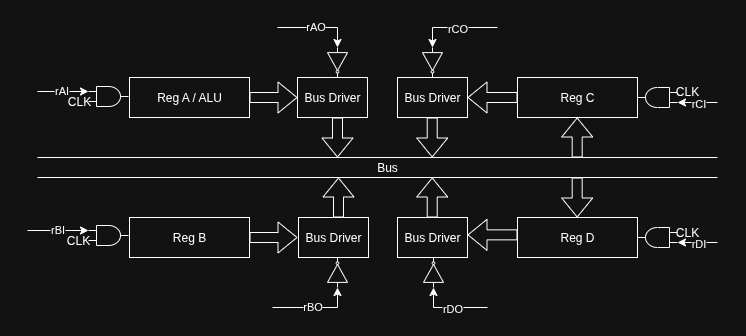 rAO
rCO
rAI
CLK
Reg A / ALU
Bus Driver
Bus Driver
Reg C
CLK
rCI
Bus
rBI
CLK
Reg B
Bus Driver
Bus Driver
Reg D
CLK
rDI
rBO
rDO